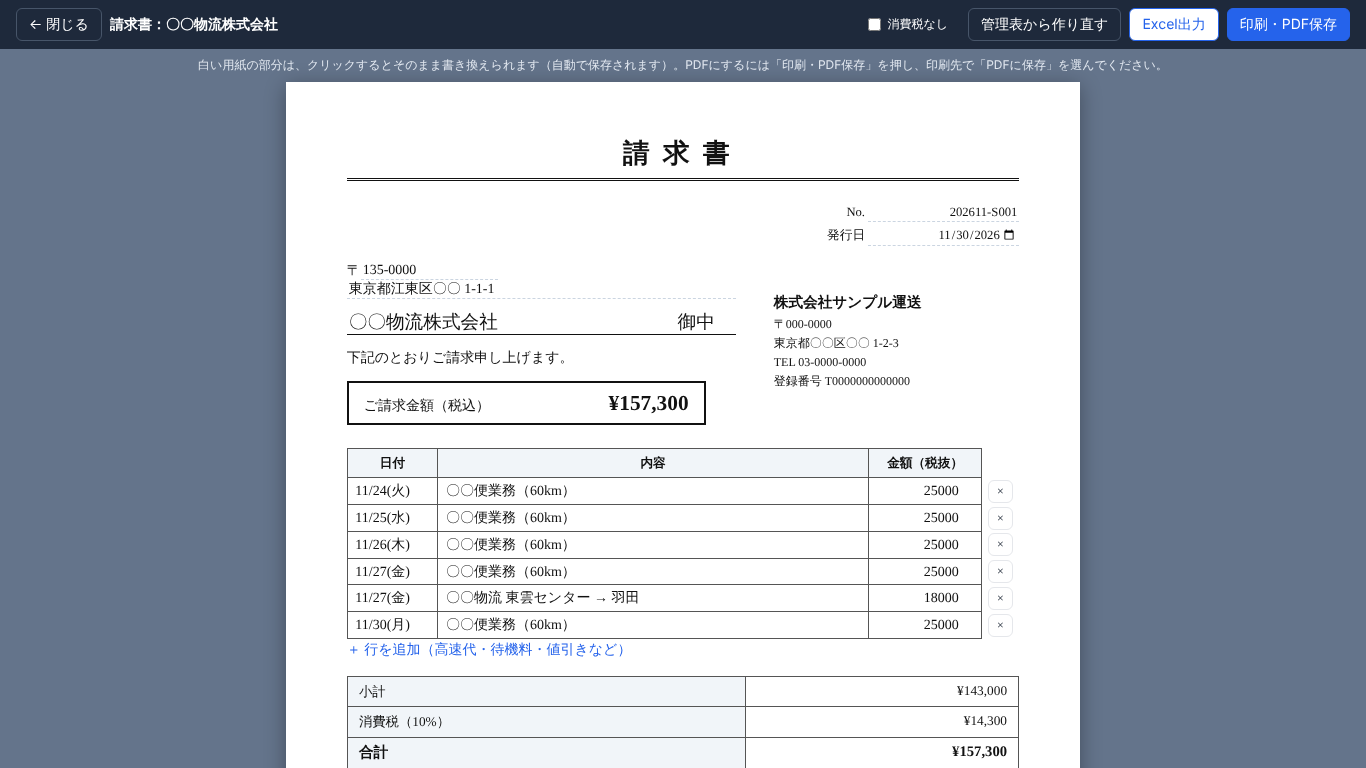 ← 閉じる 請求書：〇〇物流株式会社 消費税なし 管理表から作り直す Excel出力 印刷・PDF保存
白い用紙の部分は、クリックするとそのまま書き換えられます（自動で保存されます）。PDFにするには「印刷・PDF保存」を押し、印刷先で「PDFに保存」を選んでください。
請求書
No. 202611-S001
発行日 11/30/2026
〒 135-0000
東京都江東区〇〇 1-1-1
〇〇物流株式会社 御中
下記のとおりご請求申し上げます。
ご請求金額（税込） ¥157,300
株式会社サンプル運送
〒000-0000
東京都〇〇区〇〇 1-2-3
TEL 03-0000-0000
登録番号 T0000000000000
日付 内容 金額（税抜）
11/24(火) 〇〇便業務（60km） 25000 ×
11/25(水) 〇〇便業務（60km） 25000 ×
11/26(木) 〇〇便業務（60km） 25000 ×
11/27(金) 〇〇便業務（60km） 25000 ×
11/27(金) 〇〇物流 東雲センター → 羽田 18000 ×
11/30(月) 〇〇便業務（60km） 25000 ×
＋ 行を追加（高速代・待機料・値引きなど）
小計 ¥143,000
消費税（10%） ¥14,300
合計 ¥157,300